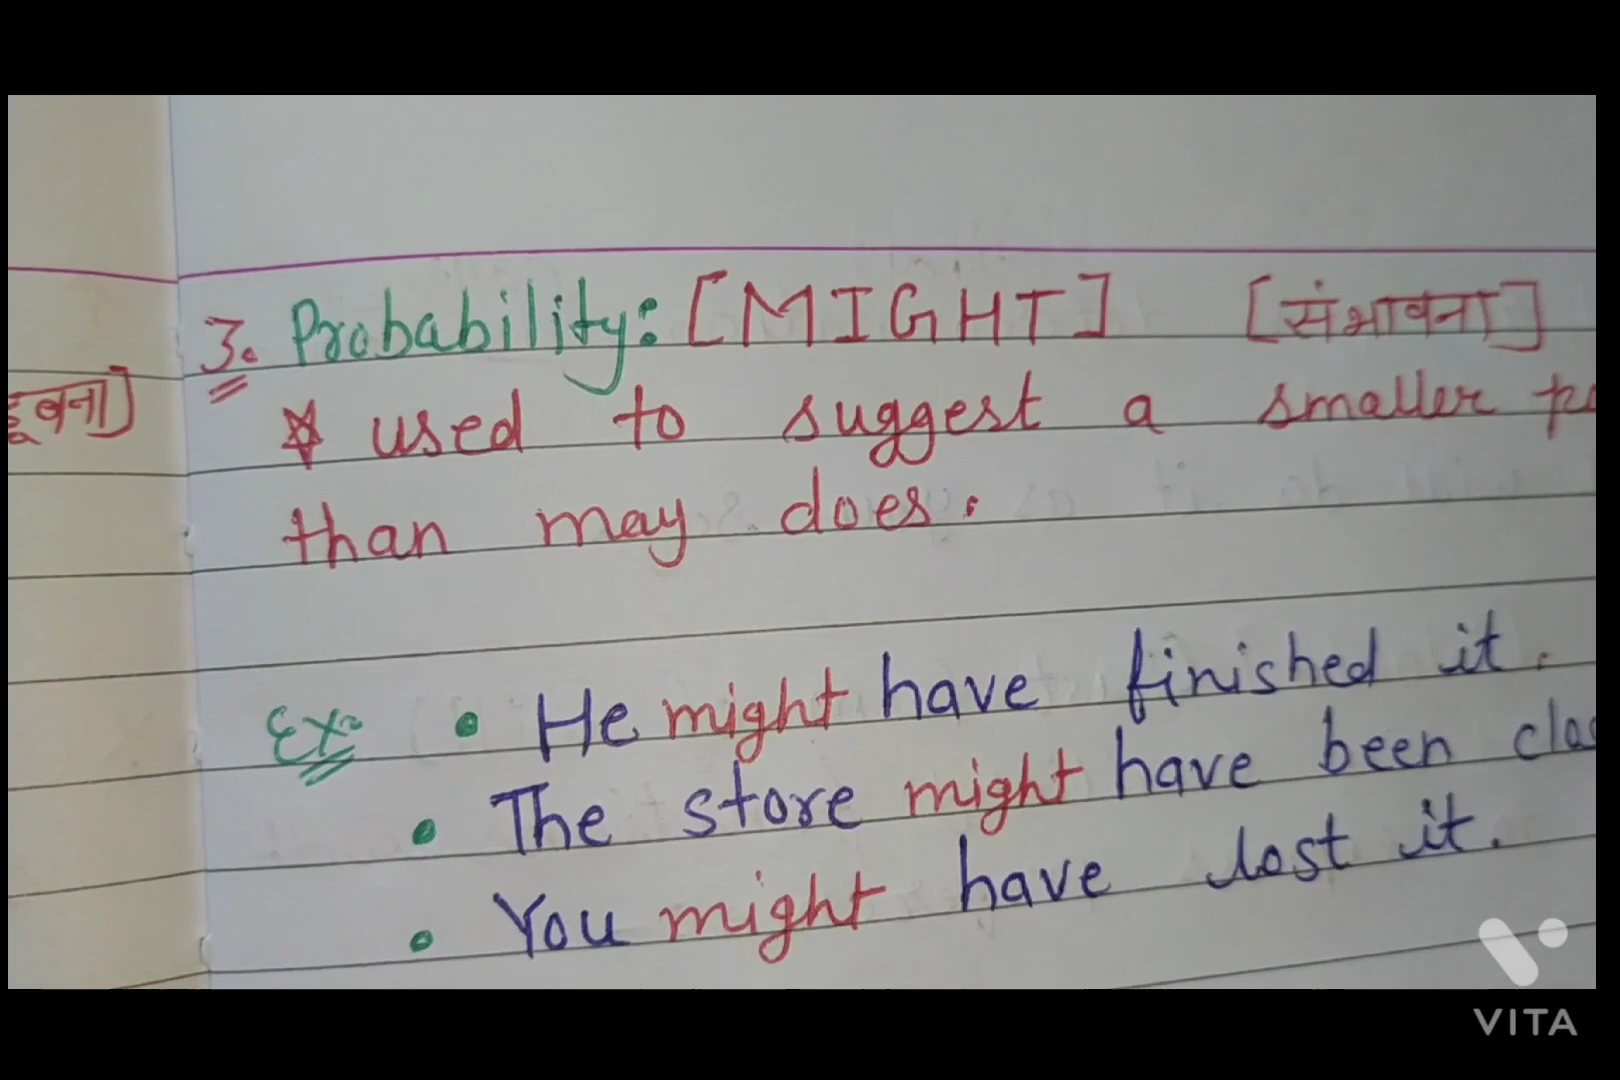 3. Probability: [MIGHT] [संभावना]
* used to suggest a smaller
than may does.
Ex. • He might have finished it.
• The store might have been
• You might have lost it.
VITA